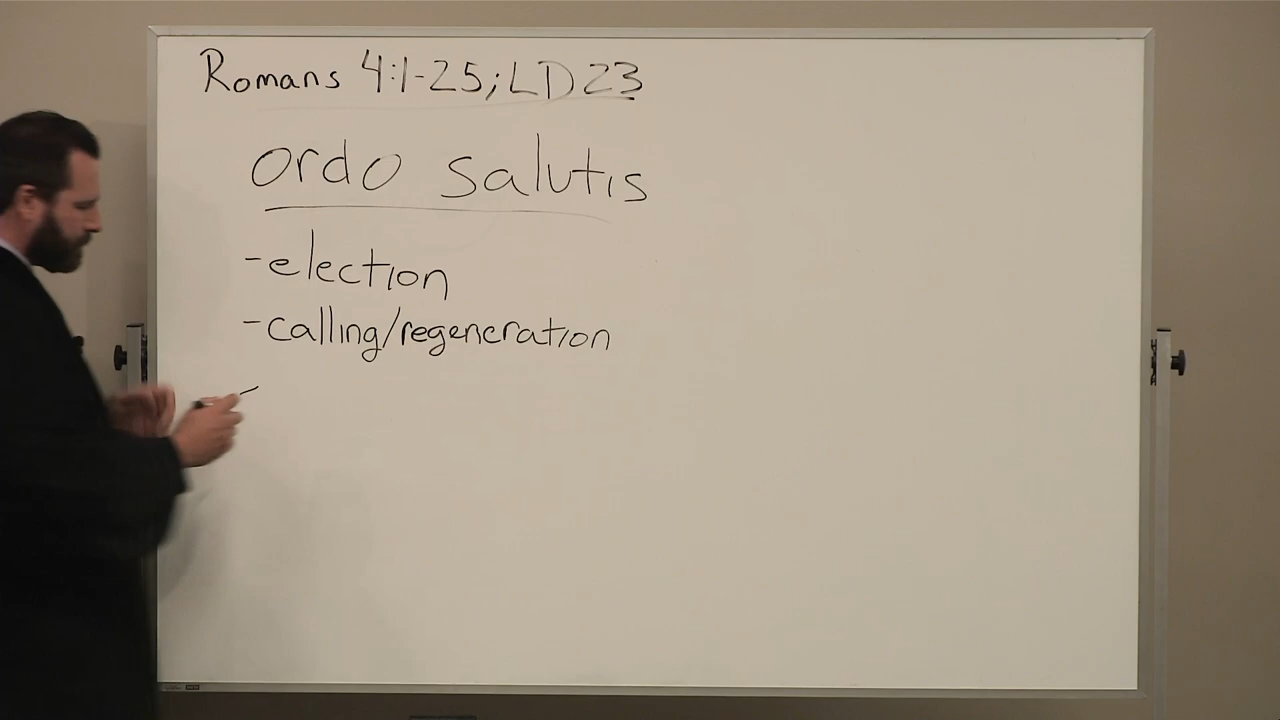 Romans 4:1-25; LD 23
ordo salutis
-election
-calling/regeneration
-